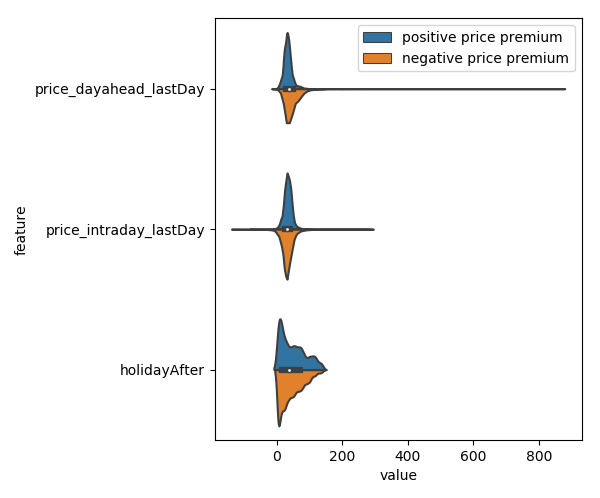 positive price premium
negative price premium
price_dayahead_lastDay
price_intraday_lastDay
holidayAfter
feature
0 200 400 600 800
value